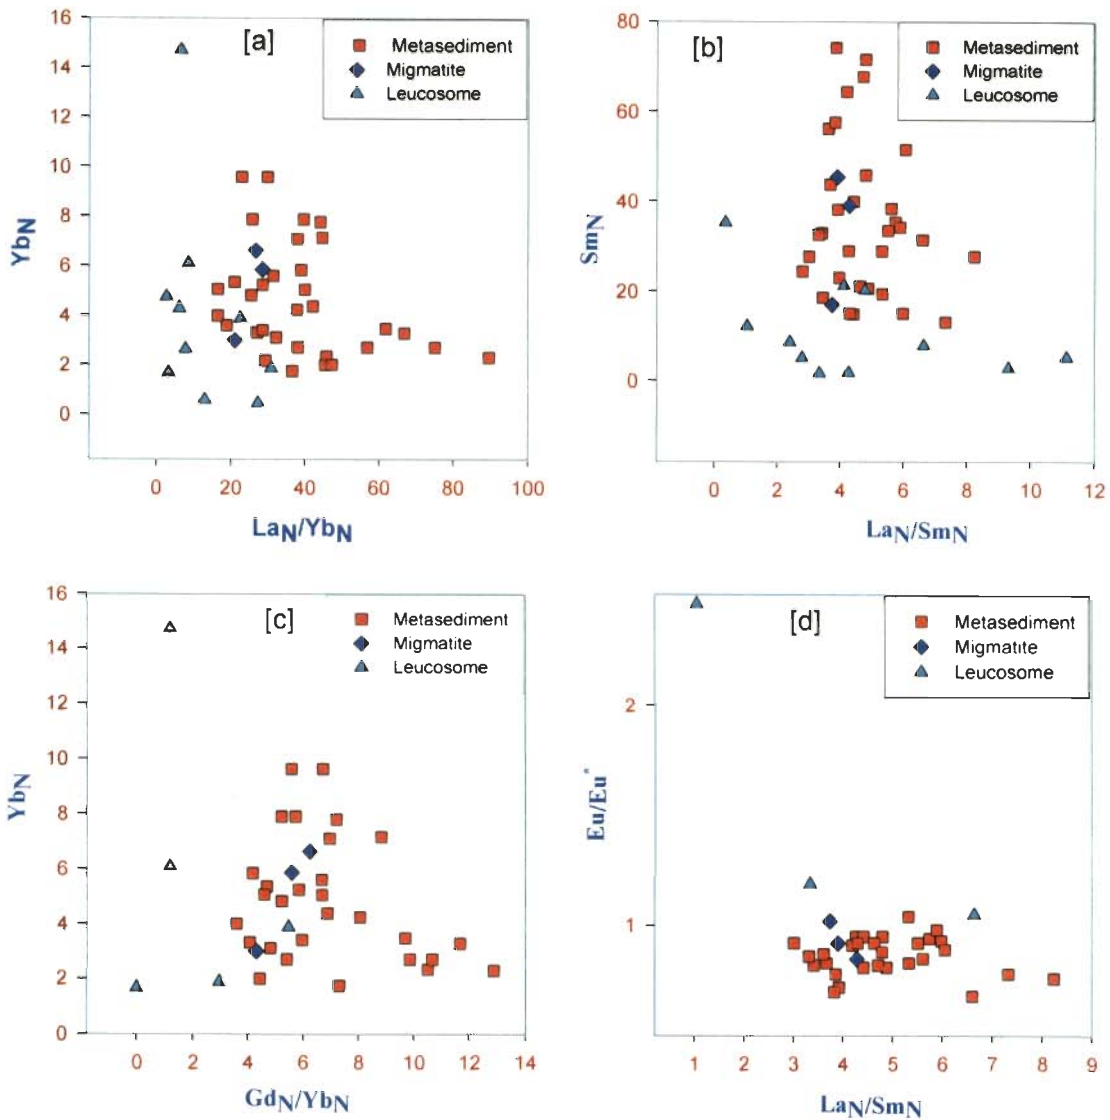 [a]
Metasediment
Migmatite
Leucosome
16
14
12
10
8
6
4
2
0
YbN
0 20 40 60 80 100
LaN/YbN
[b]
Metasediment
Migmatite
Leucosome
80
60
40
20
0
SmN
0 2 4 6 8 10 12
LaN/SmN
[c]
Metasediment
Migmatite
Leucosome
16
14
12
10
8
6
4
2
0
YbN
0 2 4 6 8 10 12 14
GdN/YbN
[d]
Metasediment
Migmatite
Leucosome
2
1
Eu/Eu*
1 2 3 4 5 6 7 8 9
LaN/SmN